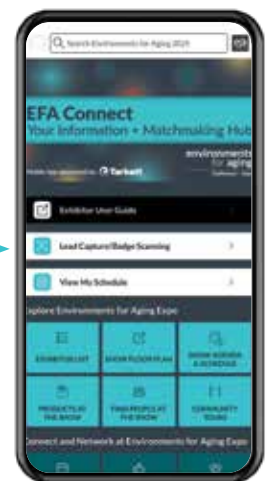 Search Environments for Aging 2025
EFA Connect
Your Information + Matchmaking Hub
environments
for aging
Tarkett
Exhibitor User Guide
Lead Capture/Badge Scanning
View My Schedule
Explore Environments for Aging Expo
EXHIBITOR LIST
SHOW FLOOR PLAN
SHOW AGENDA
& SCHEDULE
PRODUCTS AT
THE SHOW
FIND PEOPLE AT
THE SHOW
COMMUNITY
TOURS
Connect and Network at Environments for Aging Expo